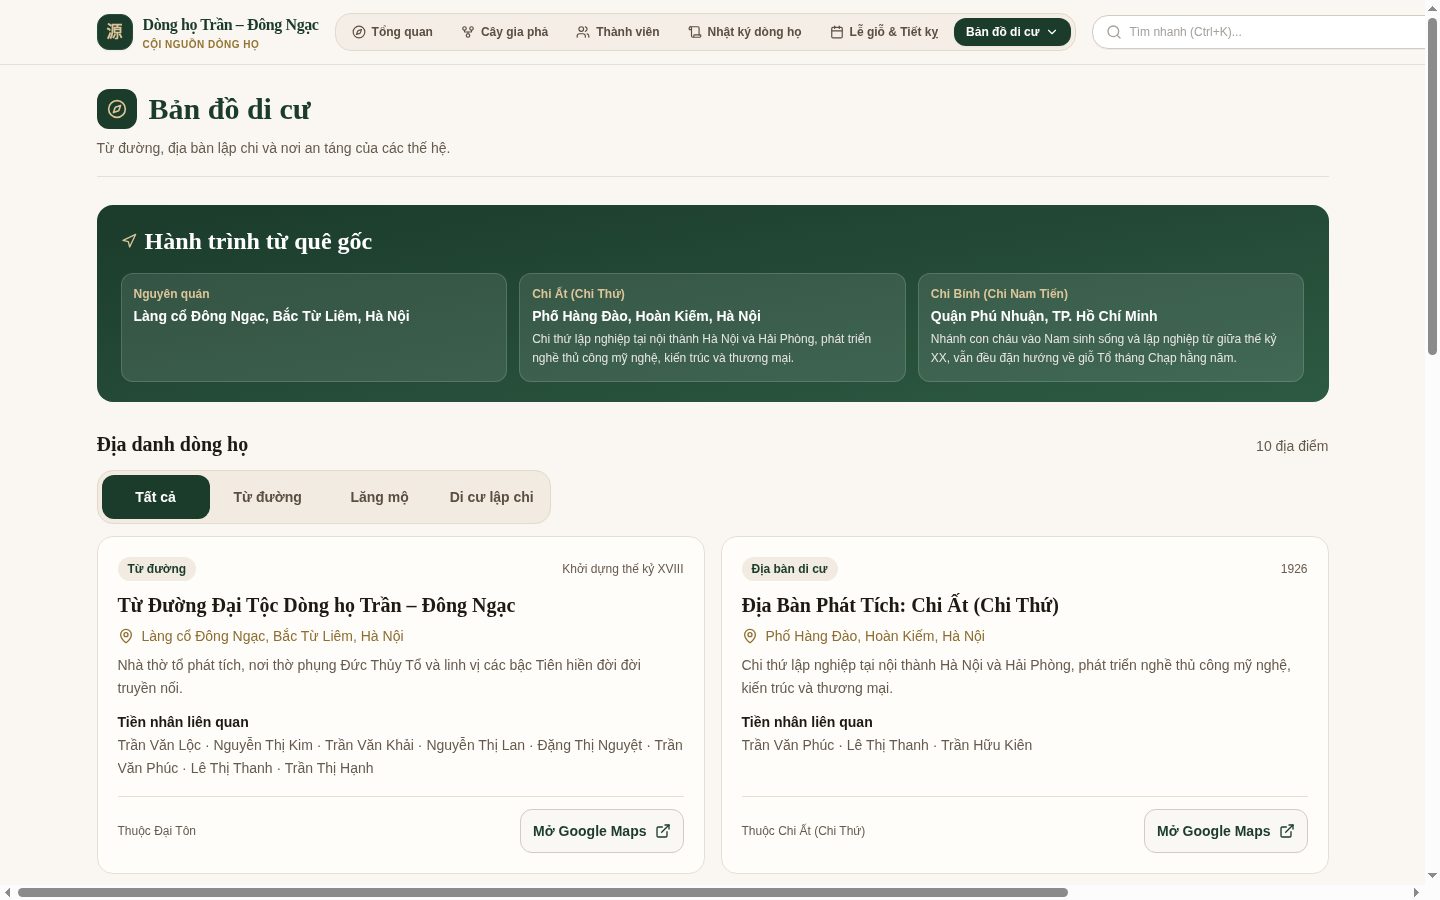 源
Dòng họ Trần – Đông Ngạc
CỘI NGUỒN DÒNG HỌ
Tổng quan
Cây gia phả
Thành viên
Nhật ký dòng họ
Lễ giỗ & Tiết kỵ
Bản đồ di cư
Tìm nhanh (Ctrl+K)...
Bản đồ di cư
Từ đường, địa bàn lập chi và nơi an táng của các thế hệ.
Hành trình từ quê gốc
Nguyên quán
Làng cổ Đông Ngạc, Bắc Từ Liêm, Hà Nội
Chi Ất (Chi Thứ)
Phố Hàng Đào, Hoàn Kiếm, Hà Nội
Chi thứ lập nghiệp tại nội thành Hà Nội và Hải Phòng, phát triển
nghề thủ công mỹ nghệ, kiến trúc và thương mại.
Chi Bính (Chi Nam Tiến)
Quận Phú Nhuận, TP. Hồ Chí Minh
Nhánh con cháu vào Nam sinh sống và lập nghiệp từ giữa thế kỷ
XX, vẫn đều đặn hướng về giỗ Tổ tháng Chạp hằng năm.
Địa danh dòng họ
10 địa điểm
Tất cả
Từ đường
Lăng mộ
Di cư lập chi
Từ đường
Khởi dựng thế kỷ XVIII
Từ Đường Đại Tộc Dòng họ Trần – Đông Ngạc
Làng cổ Đông Ngạc, Bắc Từ Liêm, Hà Nội
Nhà thờ tổ phát tích, nơi thờ phụng Đức Thủy Tổ và linh vị các bậc Tiên hiền đời đời
truyền nối.
Tiền nhân liên quan
Trần Văn Lộc · Nguyễn Thị Kim · Trần Văn Khải · Nguyễn Thị Lan · Đặng Thị Nguyệt · Trần
Văn Phúc · Lê Thị Thanh · Trần Thị Hạnh
Thuộc Đại Tôn
Mở Google Maps
Địa bàn di cư
1926
Địa Bàn Phát Tích: Chi Ất (Chi Thứ)
Phố Hàng Đào, Hoàn Kiếm, Hà Nội
Chi thứ lập nghiệp tại nội thành Hà Nội và Hải Phòng, phát triển nghề thủ công mỹ nghệ,
kiến trúc và thương mại.
Tiền nhân liên quan
Trần Văn Phúc · Lê Thị Thanh · Trần Hữu Kiên
Thuộc Chi Ất (Chi Thứ)
Mở Google Maps